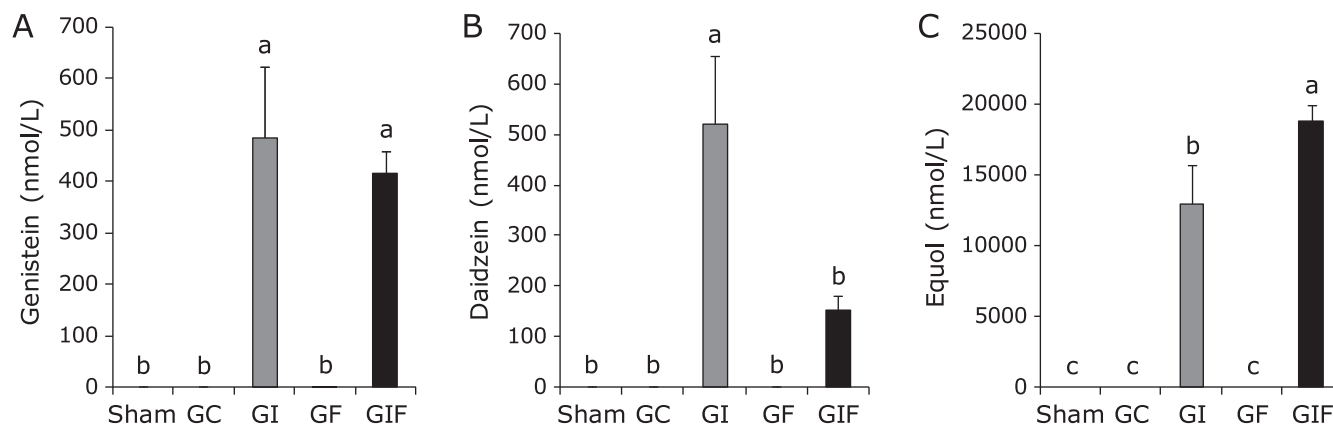 A
Genistein (nmol/L)
700
600
500
400
300
200
100
0
a
a
b
b
b
Sham GC GI GF GIF
B
Daidzein (nmol/L)
700
600
500
400
300
200
100
0
a
b
b
b
b
Sham GC GI GF GIF
C
Equol (nmol/L)
25000
20000
15000
10000
5000
0
a
b
c
c
c
Sham GC GI GF GIF